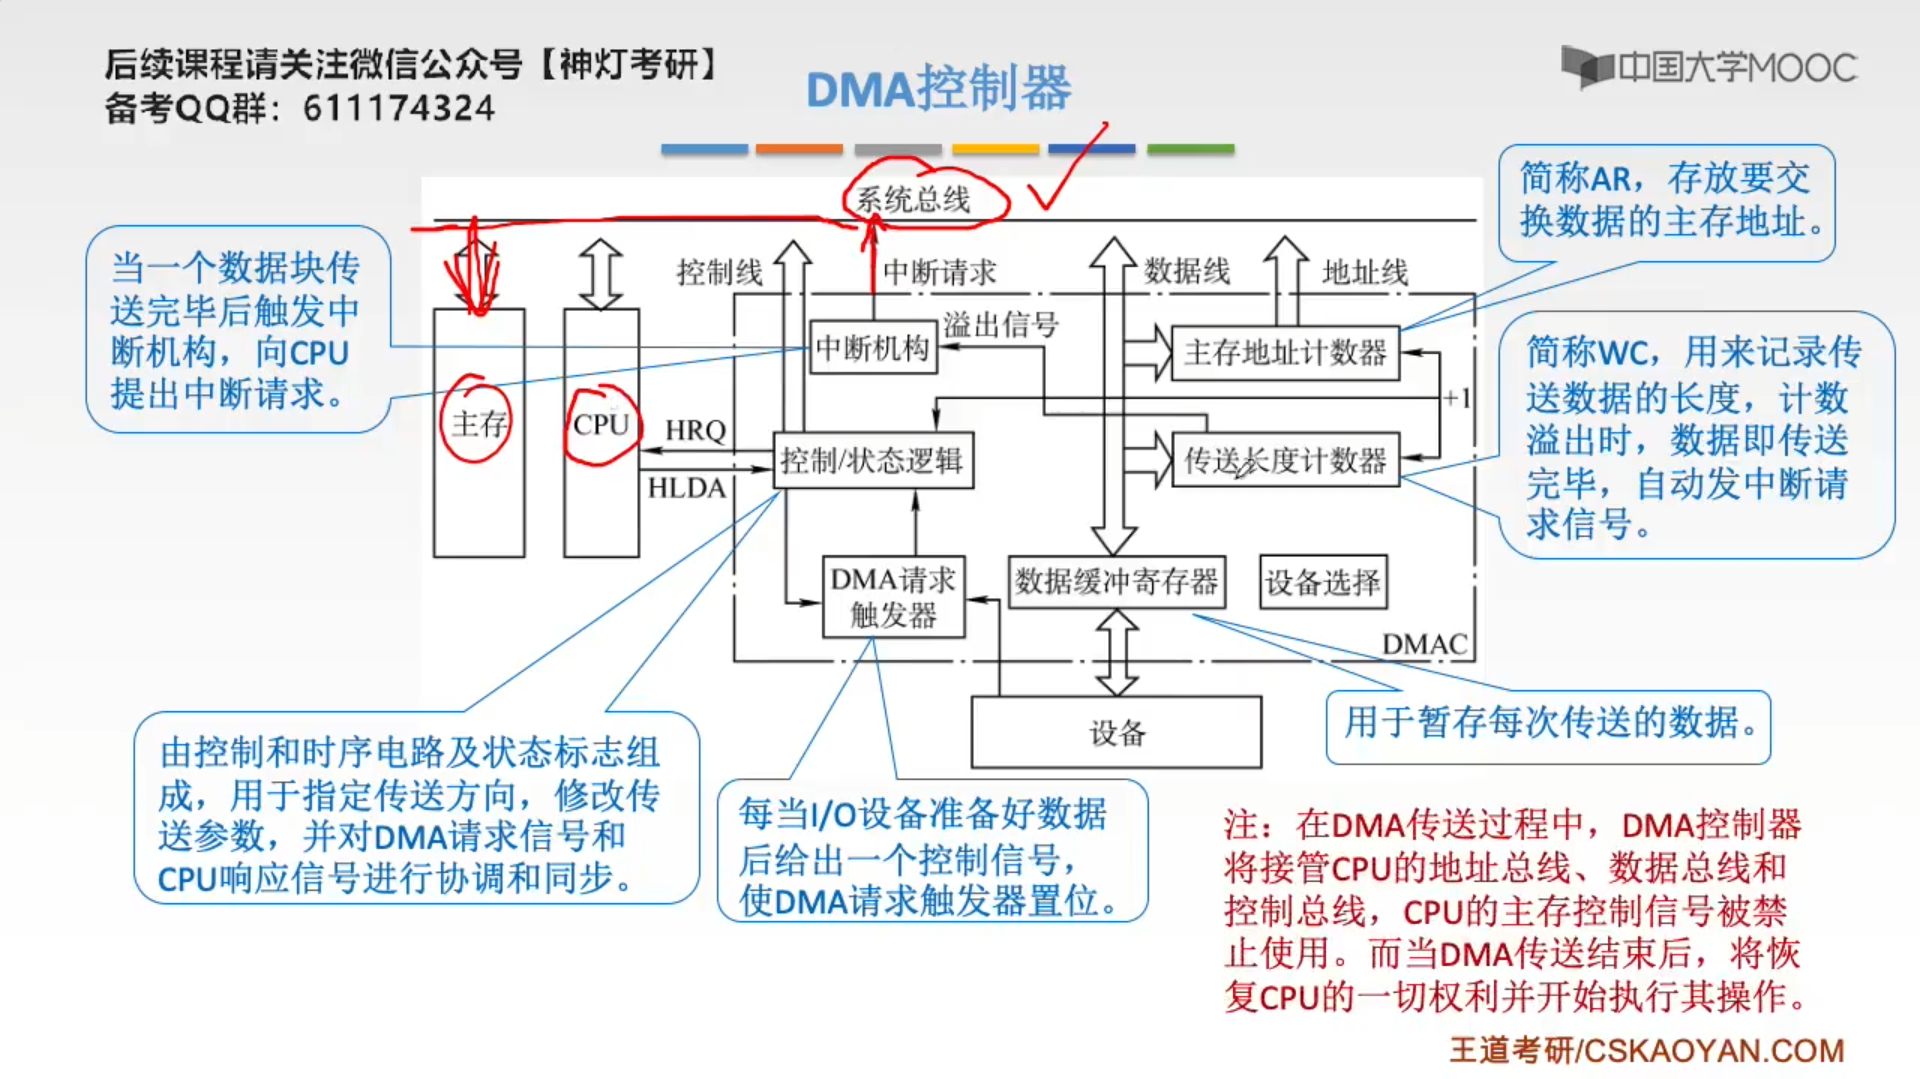 后续课程请关注微信公众号【神灯考研】
备考QQ群：611174324
DMA控制器
中国大学MOOC
系统总线
控制线
中断请求
数据线
地址线
中断机构
溢出信号
主存地址计数器
+1
主存
CPU
HRQ
HLDA
控制/状态逻辑
传送长度计数器
DMA请求
触发器
数据缓冲寄存器
设备选择
DMAC
设备
当一个数据块传
送完毕后触发中
断机构，向CPU
提出中断请求。
简称AR，存放要交
换数据的主存地址。
简称WC，用来记录传
送数据的长度，计数
溢出时，数据即传送
完毕，自动发中断请
求信号。
由控制和时序电路及状态标志组
成，用于指定传送方向，修改传
送参数，并对DMA请求信号和
CPU响应信号进行协调和同步。
每当I/O设备准备好数据
后给出一个控制信号，
使DMA请求触发器置位。
用于暂存每次传送的数据。
注：在DMA传送过程中，DMA控制器
将接管CPU的地址总线、数据总线和
控制总线，CPU的主存控制信号被禁
止使用。而当DMA传送结束后，将恢
复CPU的一切权利并开始执行其操作。
王道考研/CSKAOYAN.COM